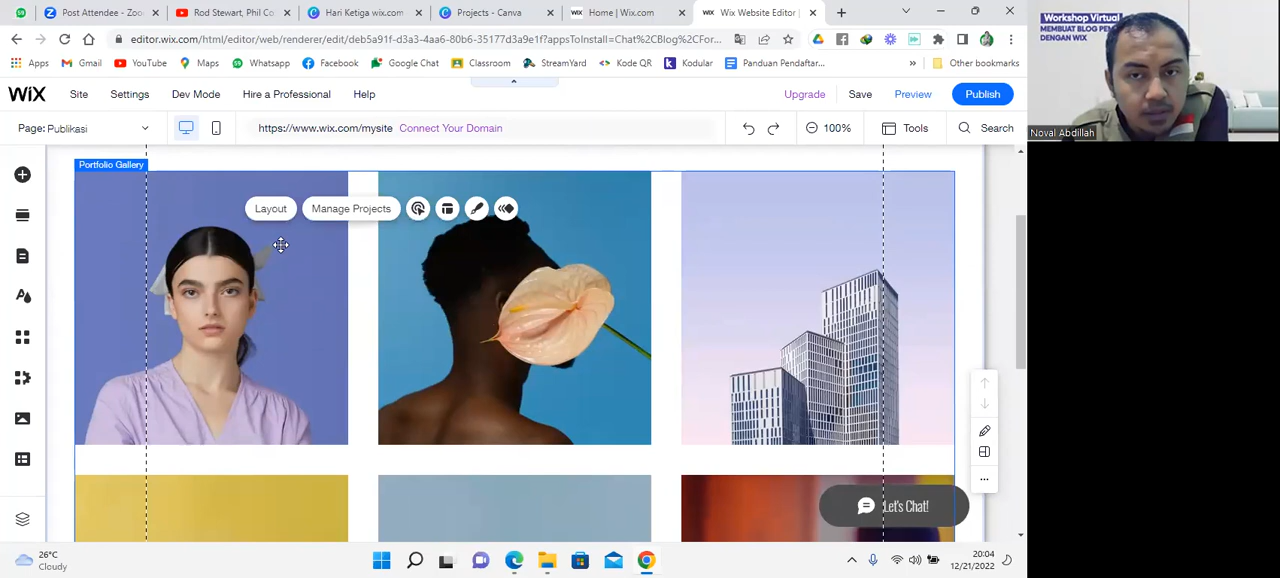 Post Attendee -
Rod Stewart, Phil Co
Hari Ketiga wix.com
Projects - Canva
Home | Wix.com
Wix Website Editor |
editor.wix.com/html/editor/web/renderer/edit
3d-4aa6-80b6-35177d3a9e1f?appsToInstall=Chat%2CBlog%2CFor...
Apps
Gmail
YouTube
Maps
Whatsapp
Facebook
Google Chat
Classroom
StreamYard
Kode QR
Kodular
Panduan Pendaftar...
»
Other bookmarks
WiX
Site
Settings
Dev Mode
Hire a Professional
Help
Upgrade
Save
Preview
Publish
Page: Publikasi
https://www.wix.com/mysite
Connect Your Domain
100%
Tools
Search
Portfolio Gallery
Layout
Manage Projects
Let's Chat!
26°C
Cloudy
20:04
12/21/2022
Workshop Virtual
MEMBUAT BLOG PE
DENGAN WIX
Noval Abdillah